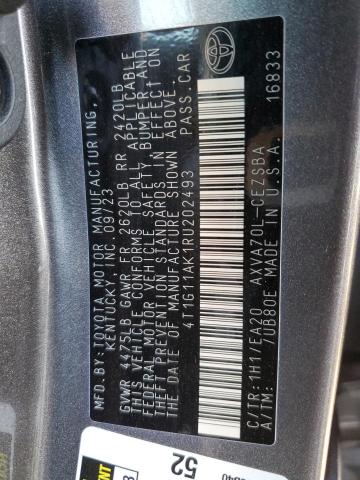 MFD.BY:TOYOTA MOTOR MANUFACTURING,
KENTUCKY, INC. 09/23
GVWR 4475LB GAWR FR 2620LB RR 2420LB
THIS VEHICLE CONFORMS TO ALL APPLICABLE
FEDERAL MOTOR VEHICLE SAFETY, BUMPER AND
THEFT PREVENTION STANDARDS IN EFFECT ON
THE DATE OF MANUFACTURE SHOWN ABOVE.
4T1G11AK1RU202493 PASS.CAR
C/TR:1H1/EA20 AXVA70L-CEZSBA
A/TM: /UB80E MADE IN U.S.A. 16833
TOYOTA
52